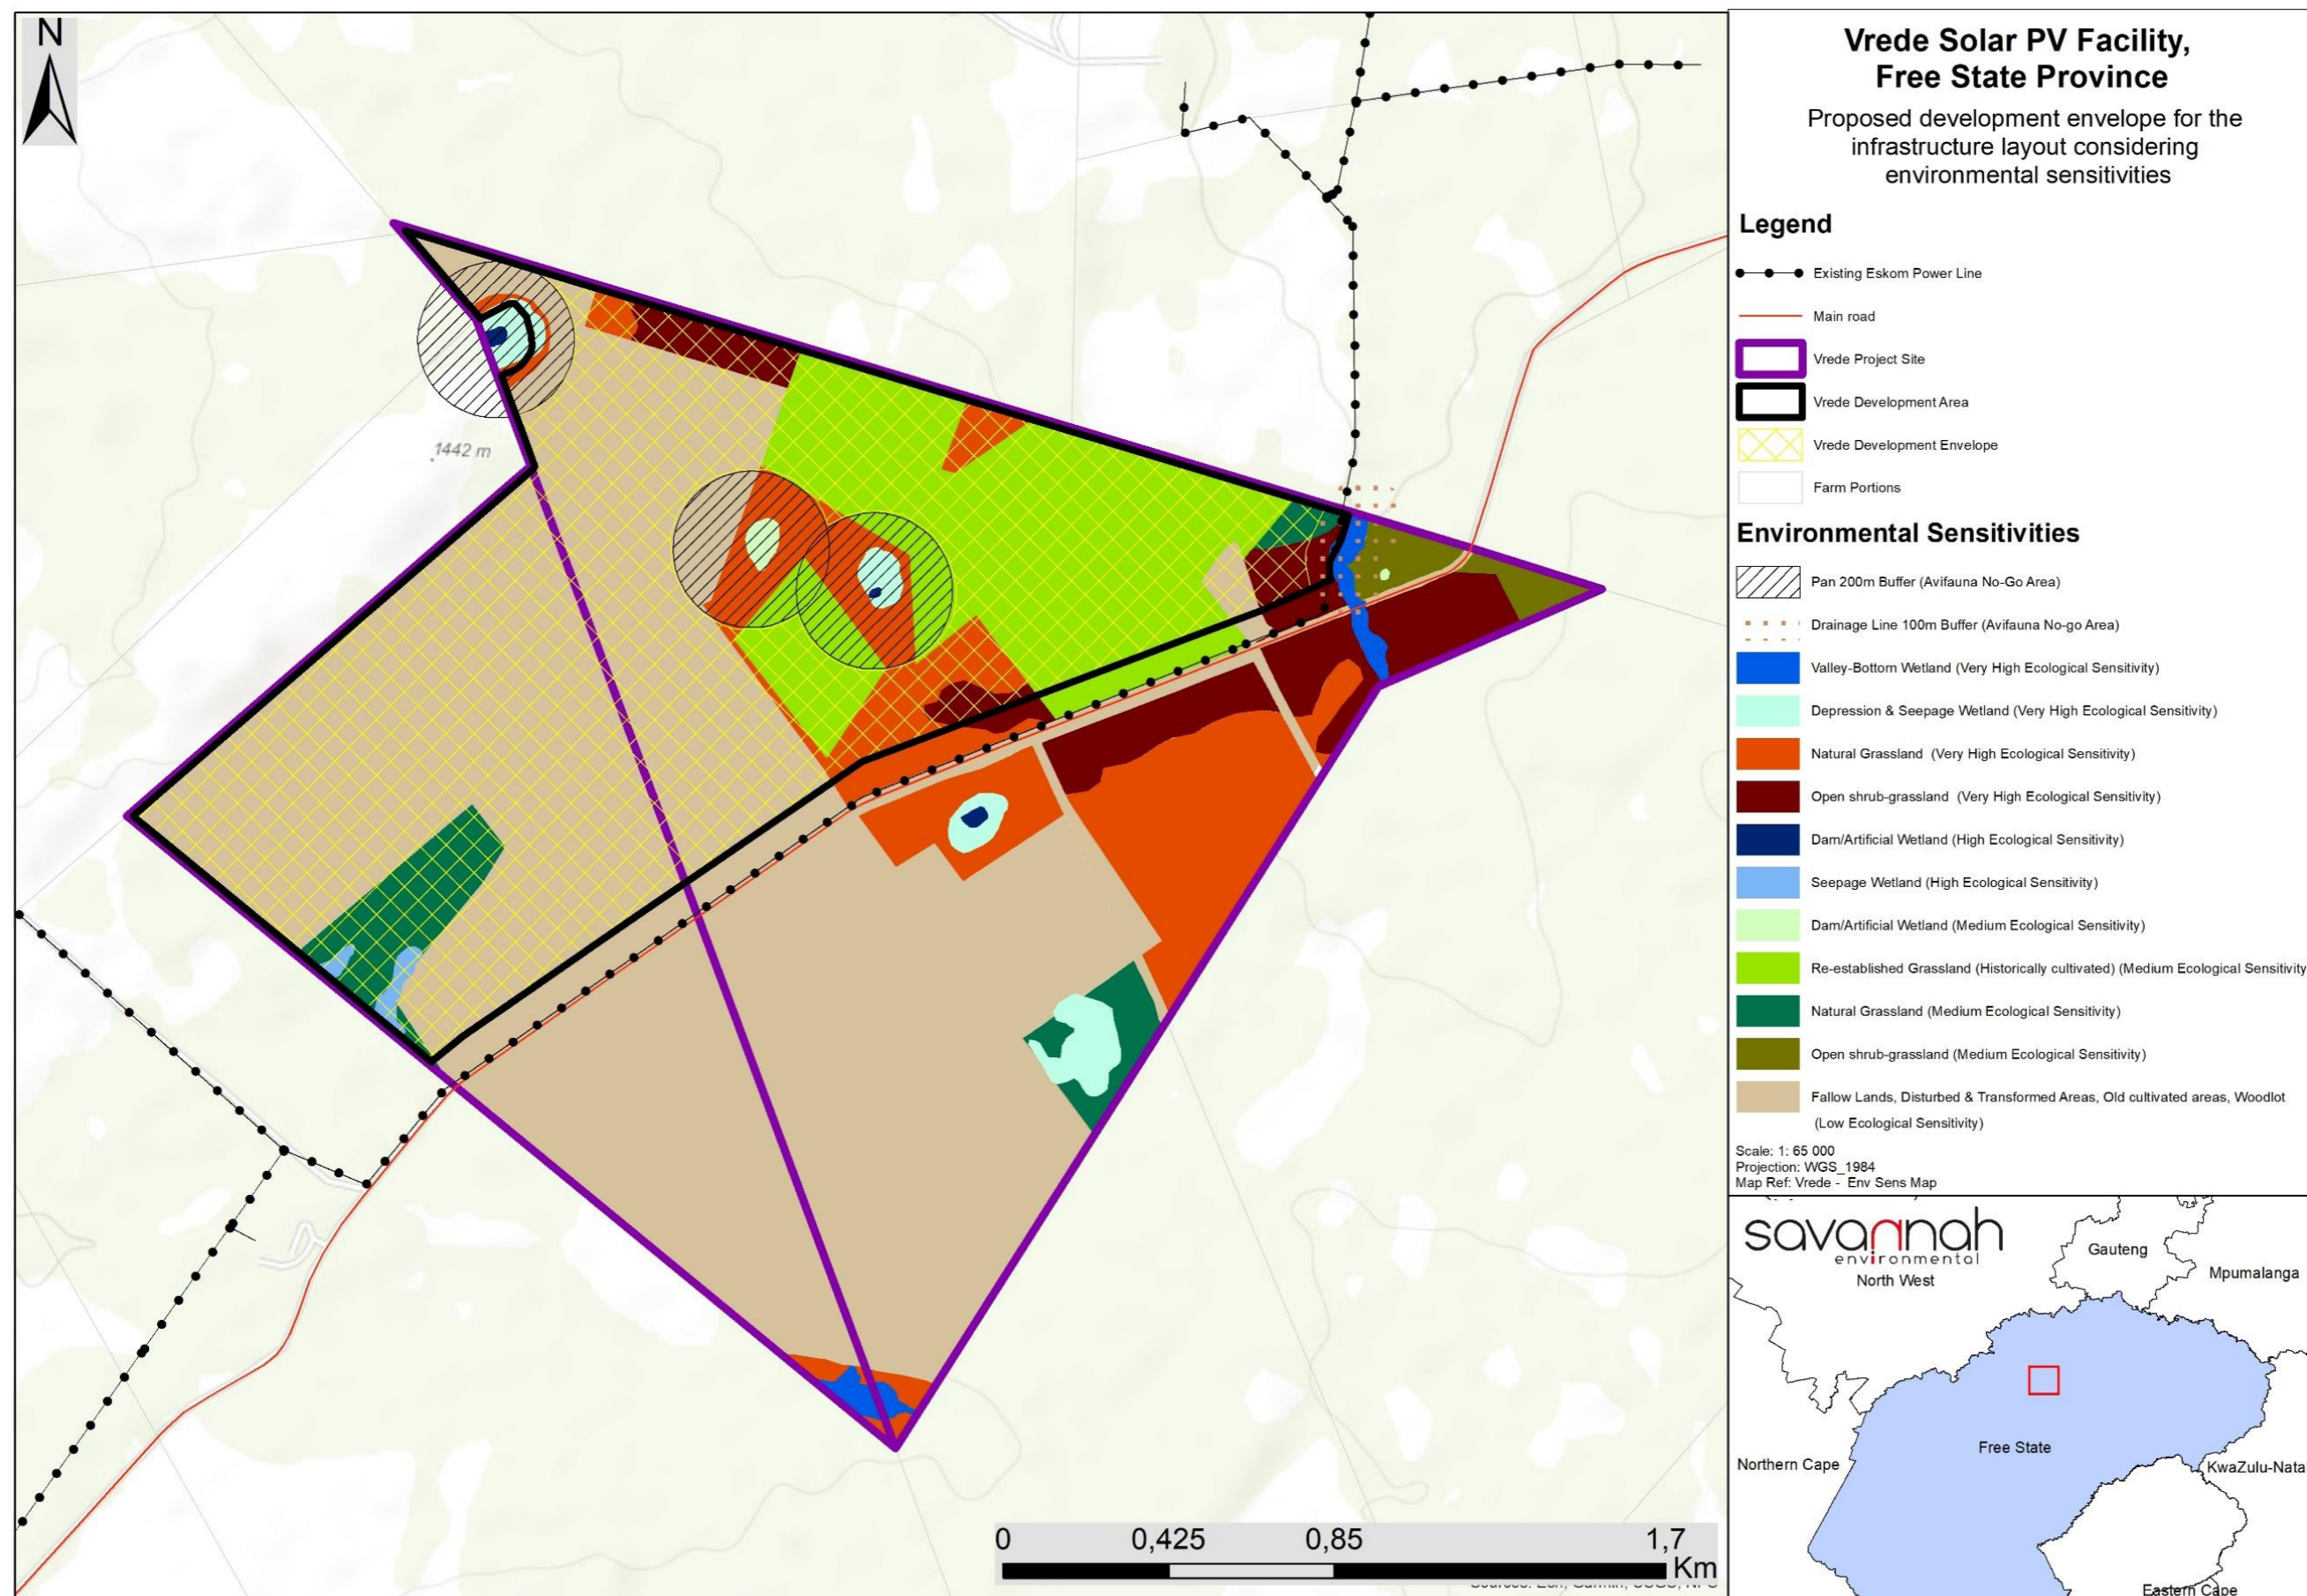 N
1442 m
0 0,425 0,85 1,7
Km
Vrede Solar PV Facility,
Free State Province
Proposed development envelope for the
infrastructure layout considering
environmental sensitivities
Legend
Existing Eskom Power Line
Main road
Vrede Project Site
Vrede Development Area
Vrede Development Envelope
Farm Portions
Environmental Sensitivities
Pan 200m Buffer (Avifauna No-Go Area)
Drainage Line 100m Buffer (Avifauna No-go Area)
Valley-Bottom Wetland (Very High Ecological Sensitivity)
Depression & Seepage Wetland (Very High Ecological Sensitivity)
Natural Grassland (Very High Ecological Sensitivity)
Open shrub-grassland (Very High Ecological Sensitivity)
Dam/Artificial Wetland (High Ecological Sensitivity)
Seepage Wetland (High Ecological Sensitivity)
Dam/Artificial Wetland (Medium Ecological Sensitivity)
Re-established Grassland (Historically cultivated) (Medium Ecological Sensitivity
Natural Grassland (Medium Ecological Sensitivity)
Open shrub-grassland (Medium Ecological Sensitivity)
Fallow Lands, Disturbed & Transformed Areas, Old cultivated areas, Woodlot
(Low Ecological Sensitivity)
Scale: 1: 65 000
Projection: WGS_1984
Map Ref: Vrede - Env Sens Map
savannah
environmental
North West
Gauteng
Mpumalanga
Free State
Northern Cape
KwaZulu-Nata
Eastern Cape